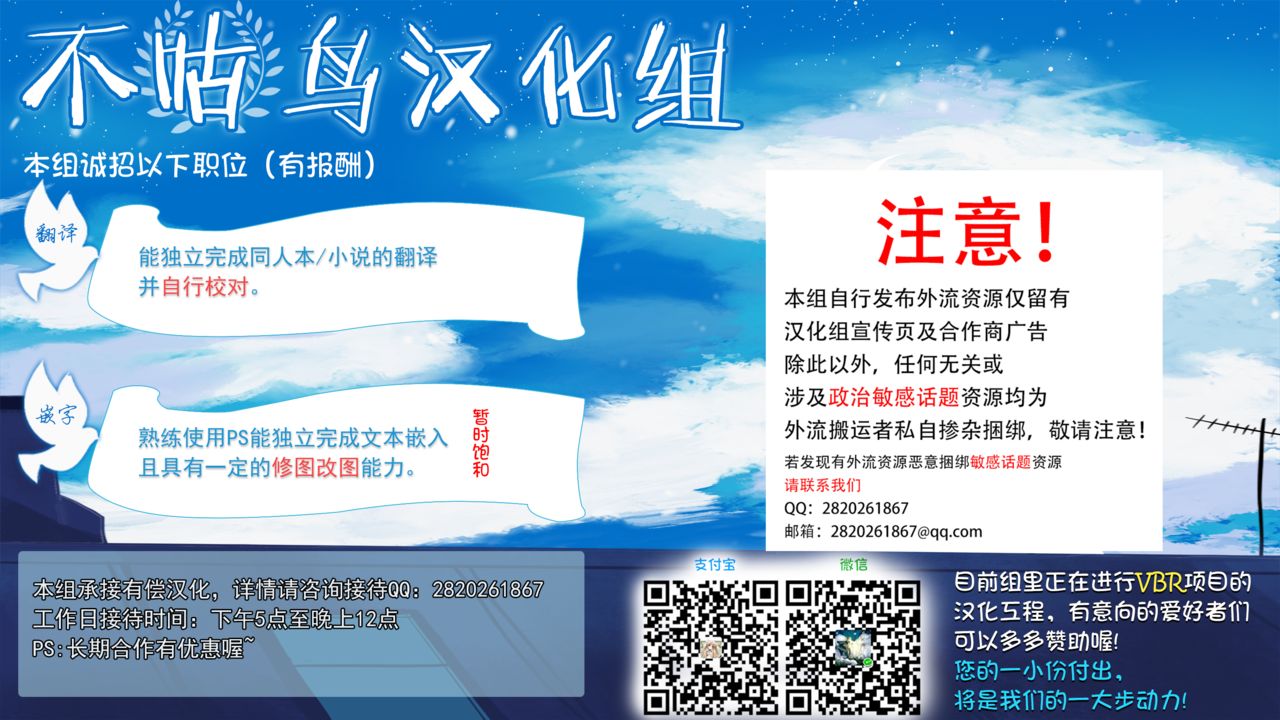 不咕鸟汉化组
本组诚招以下职位（有报酬）
翻译
能独立完成同人本/小说的翻译
并自行校对。
嵌字
熟练使用PS能独立完成文本嵌入
且具有一定的修图改图能力。
暂时饱和
注意！
本组自行发布外流资源仅留有
汉化组宣传页及合作商广告
除此以外，任何无关或
涉及政治敏感话题资源均为
外流搬运者私自掺杂捆绑，敬请注意！
若发现有外流资源恶意捆绑敏感话题资源
请联系我们
QQ：2820261867
邮箱：2820261867@qq.com
本组承接有偿汉化，详情请咨询接待QQ：2820261867
工作日接待时间：下午5点至晚上12点
PS:长期合作有优惠喔~
支付宝
微信
目前组里正在进行VBR项目的
汉化工程，有意向的爱好者们
可以多多赞助喔!
您的一小份付出，
将是我们的一大步动力!